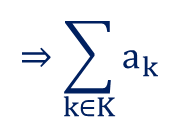 ⇒ ∑ aₖ
k∈K